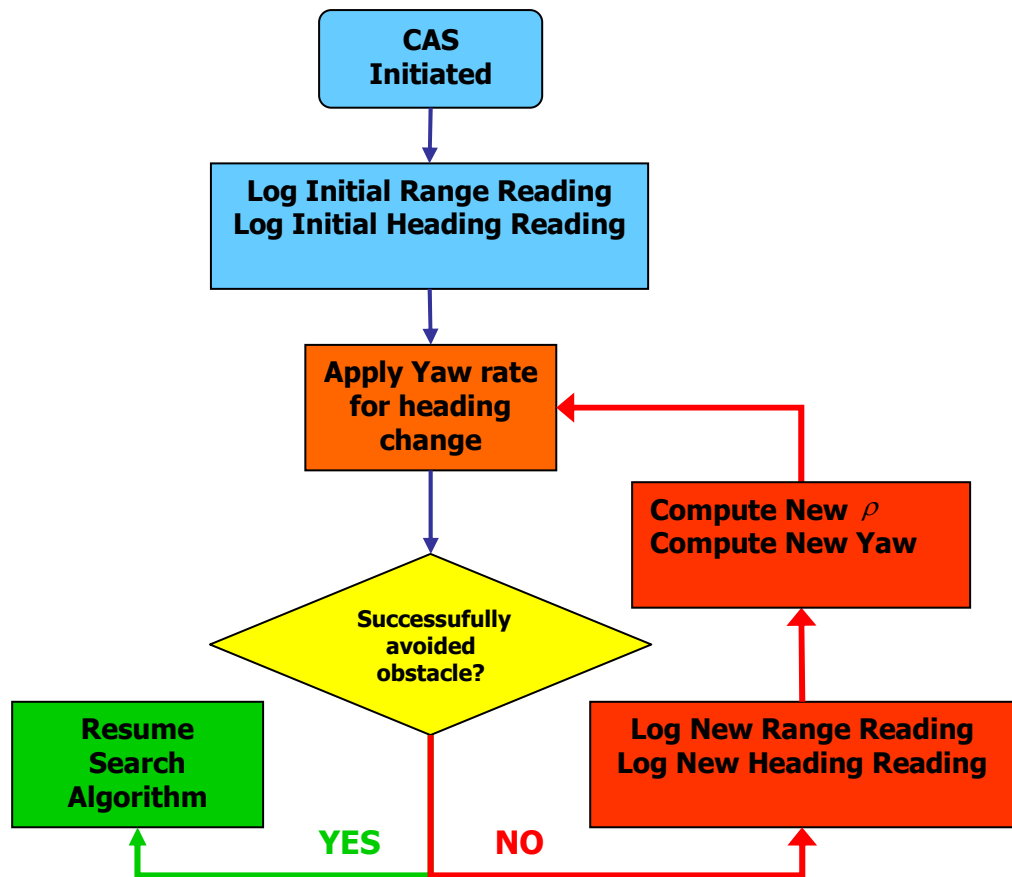 CAS
Initiated
Log Initial Range Reading
Log Initial Heading Reading
Apply Yaw rate
for heading
change
Compute New ρ
Compute New Yaw
Successufully
avoided
obstacle?
Resume
Search
Algorithm
Log New Range Reading
Log New Heading Reading
YES
NO